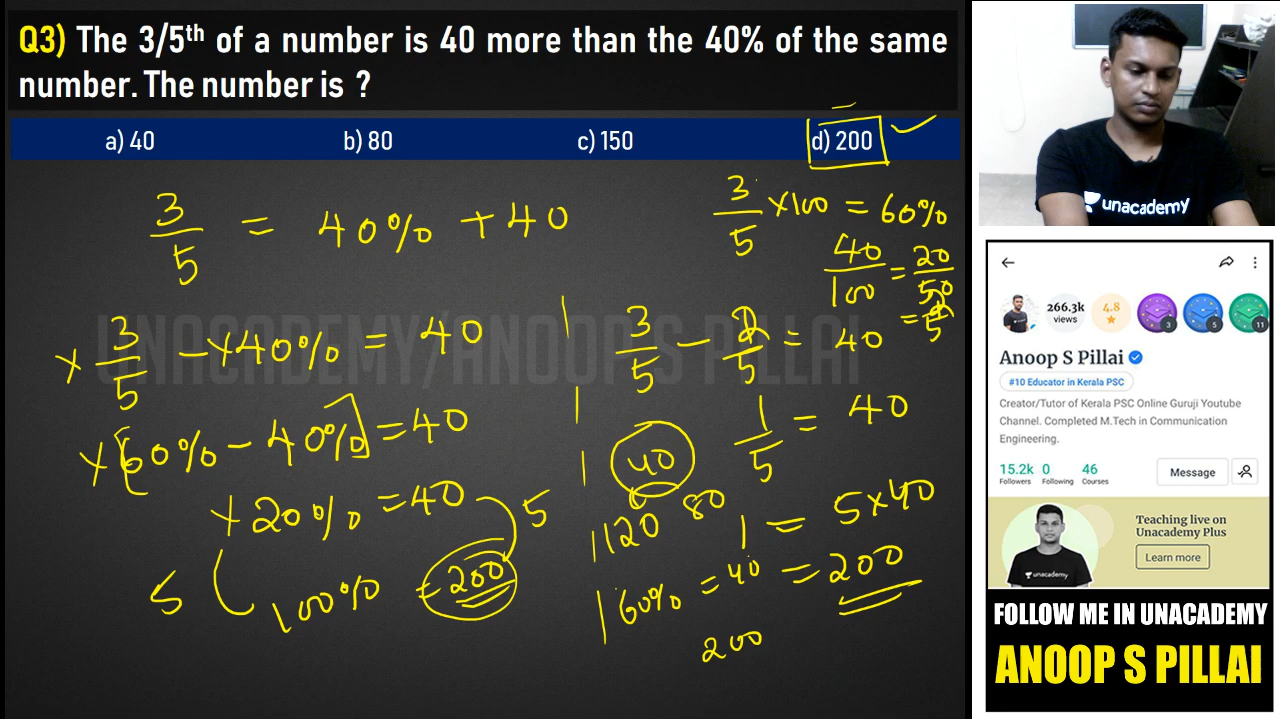 Q3) The 3/5th of a number is 40 more than the 40% of the same
number. The number is ?
a) 40 b) 80 c) 150 d) 200
3/5 = 40% + 40
3/5 × 100 = 60%
40/100 = 20/50
= 2/5
UNACADEMY/ANOOP S PILLAI
x 3/5 - x 40% = 40
x [60% - 40%] = 40
x 20% = 40
5
5
100% = 200
3/5 - 2/5 = 40
1/5 = 40
1 = 5 x 40
= 200
40
120 80
60% = 40
200
unacademy
266.3k
views
4.8
3
5
11
Anoop S Pillai
#10 Educator in Kerala PSC
Creator/Tutor of Kerala PSC Online Guruji Youtube
Channel. Completed M.Tech in Communication
Engineering.
15.2k 0 46
Followers Following Courses
Message
unacademy
Teaching live on
Unacademy Plus
Learn more
FOLLOW ME IN UNACADEMY
ANOOP S PILLAI